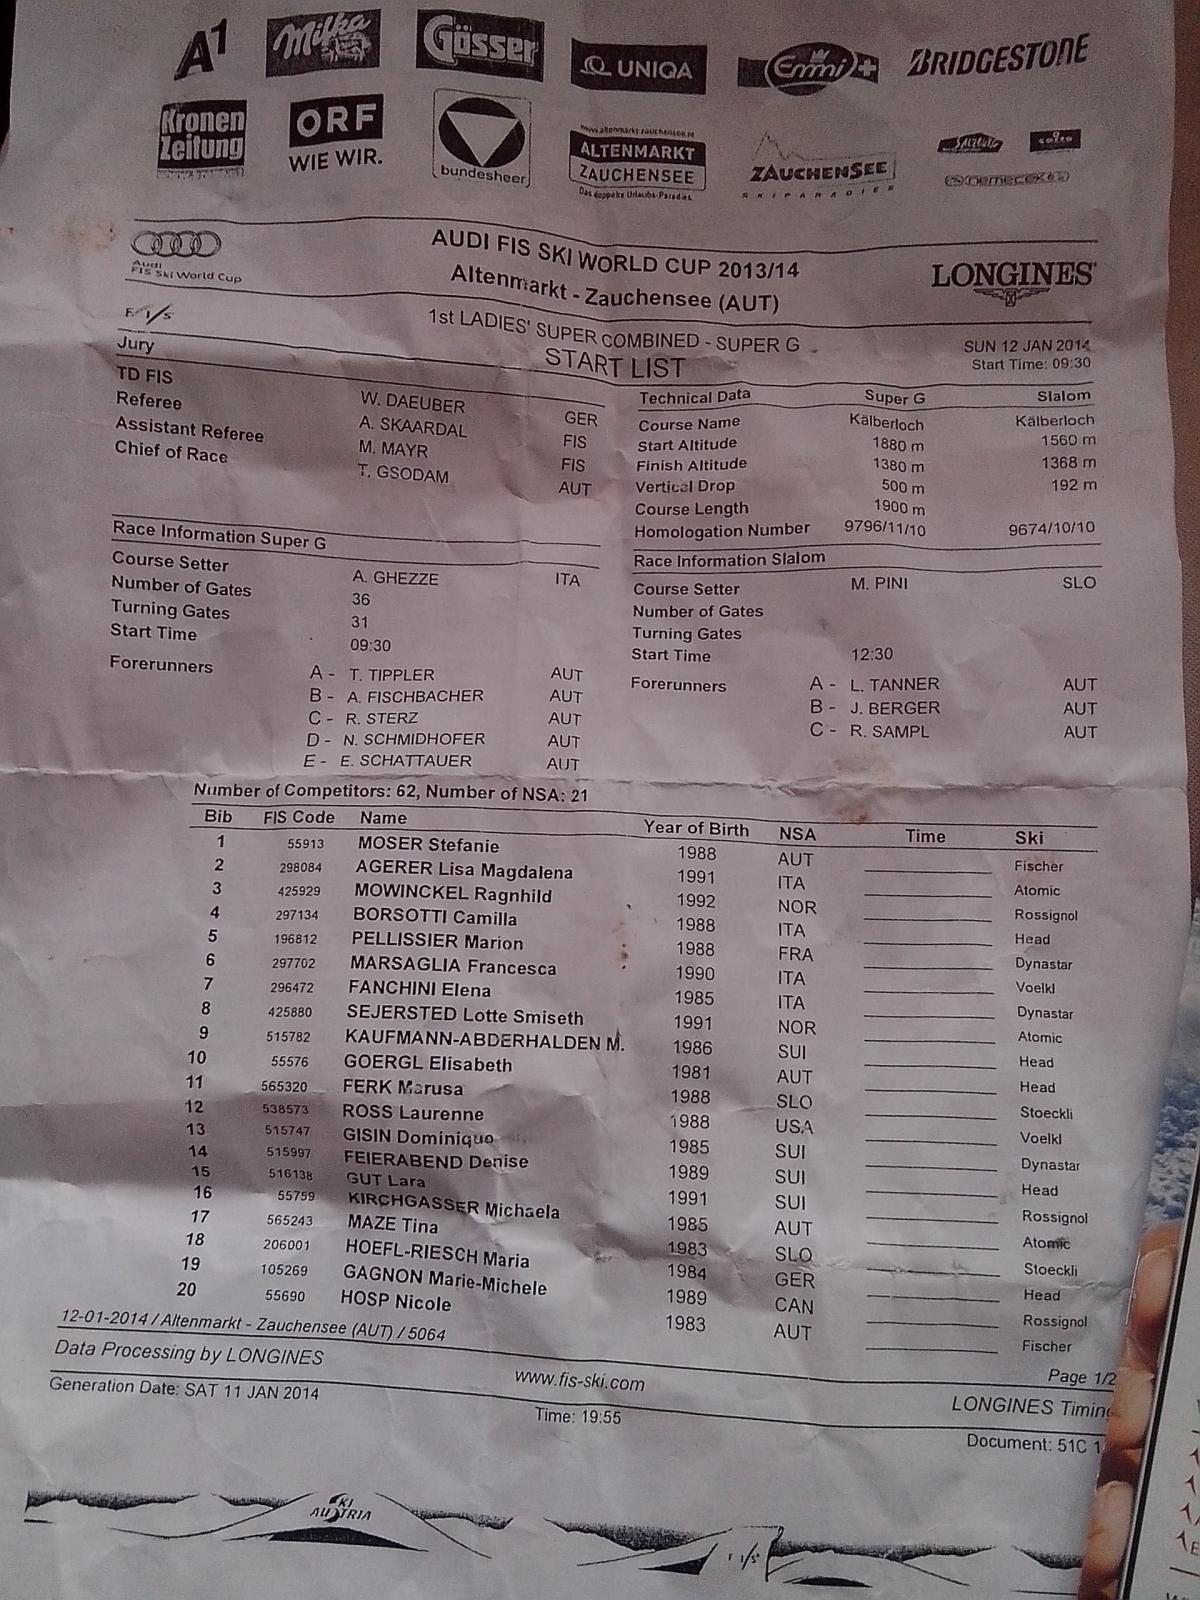 A1 Milka Gösser UNIQA Emmi BRIDGESTONE
Kronen Zeitung ORF WIE WIR. bundesheer www.altenmarkt-zauchensee.at ALTENMARKT ZAUCHENSEE Das doppelte Urlaubs-Paradies. ZAUCHENSEE SKIPARADIES
Audi FIS Ski World Cup
AUDI FIS SKI WORLD CUP 2013/14
Altenmarkt - Zauchensee (AUT)
LONGINES
F/I/S
1st LADIES' SUPER COMBINED - SUPER G
START LIST
SUN 12 JAN 2014
Start Time: 09:30
Jury
TD FIS W. DAEUBER GER
Referee A. SKAARDAL FIS
Assistant Referee M. MAYR FIS
Chief of Race T. GSODAM AUT
Technical Data Super G Slalom
Course Name Kälberloch Kälberloch
Start Altitude 1880 m 1560 m
Finish Altitude 1380 m 1368 m
Vertical Drop 500 m 192 m
Course Length 1900 m
Homologation Number 9796/11/10 9674/10/10
Race Information Super G
Course Setter A. GHEZZE ITA
Number of Gates 36
Turning Gates 31
Start Time 09:30
Forerunners A - T. TIPPLER AUT
B - A. FISCHBACHER AUT
C - R. STERZ AUT
D - N. SCHMIDHOFER AUT
E - E. SCHATTAUER AUT
Race Information Slalom
Course Setter M. PINI SLO
Number of Gates
Turning Gates
Start Time 12:30
Forerunners A - L. TANNER AUT
B - J. BERGER AUT
C - R. SAMPL AUT
Number of Competitors: 62, Number of NSA: 21
Bib FIS Code Name Year of Birth NSA Time Ski
1 55913 MOSER Stefanie 1988 AUT Fischer
2 298084 AGERER Lisa Magdalena 1991 ITA Atomic
3 425929 MOWINCKEL Ragnhild 1992 NOR Rossignol
4 297134 BORSOTTI Camilla 1988 ITA Head
5 196812 PELLISSIER Marion 1988 FRA Dynastar
6 297702 MARSAGLIA Francesca 1990 ITA Voelkl
7 296472 FANCHINI Elena 1985 ITA Dynastar
8 425880 SEJERSTED Lotte Smiseth 1991 NOR Atomic
9 515782 KAUFMANN-ABDERHALDEN M. 1986 SUI Head
10 55576 GOERGL Elisabeth 1981 AUT Head
11 565320 FERK Marusa 1988 SLO Stoeckli
12 538573 ROSS Laurenne 1988 USA Voelkl
13 515747 GISIN Dominique 1985 SUI Dynastar
14 515997 FEIERABEND Denise 1989 SUI Head
15 516138 GUT Lara 1991 SUI Rossignol
16 55759 KIRCHGASSER Michaela 1985 AUT Atomic
17 565243 MAZE Tina 1983 SLO Stoeckli
18 206001 HOEFL-RIESCH Maria 1984 GER Head
19 105269 GAGNON Marie-Michele 1989 CAN Rossignol
20 55690 HOSP Nicole 1983 AUT Fischer
12-01-2014 / Altenmarkt - Zauchensee (AUT) / 5064
Page 1/2
Data Processing by LONGINES www.fis-ski.com LONGINES Timing
Generation Date: SAT 11 JAN 2014 Time: 19:55 Document: 51C 1
SKI AUSTRIA
F/I/S